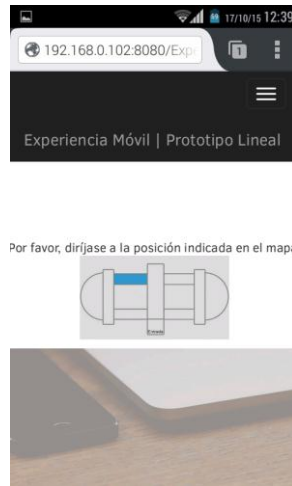 17/10/15 12:39
192.168.0.102:8080/Expe
1
Experiencia Móvil | Prototipo Lineal
Por favor, diríjase a la posición indicada en el mapa